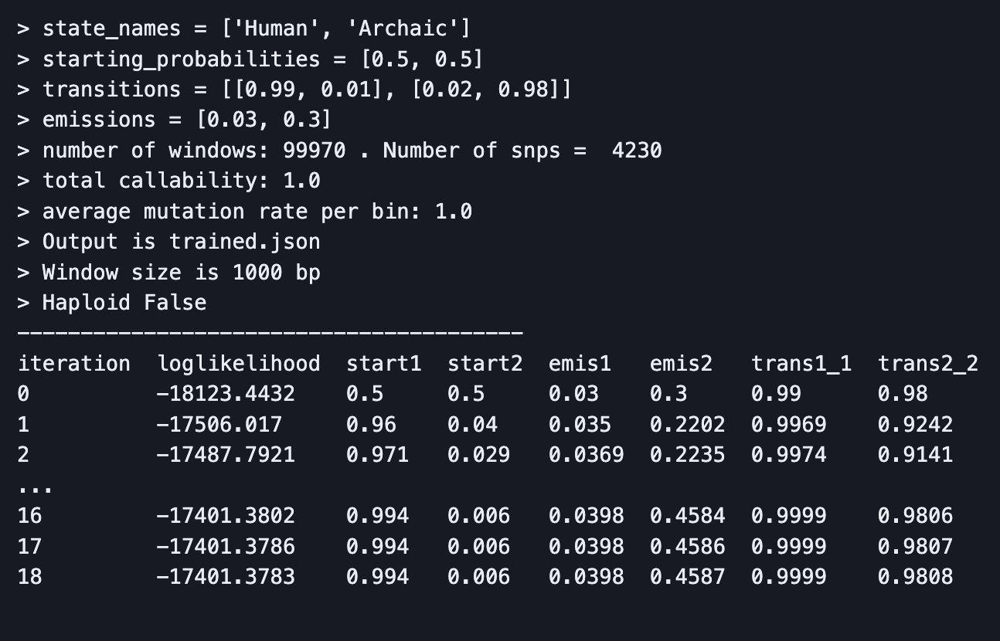 > state_names = ['Human', 'Archaic']
> starting_probabilities = [0.5, 0.5]
> transitions = [[0.99, 0.01], [0.02, 0.98]]
> emissions = [0.03, 0.3]
> number of windows: 99970 . Number of snps =  4230
> total callability: 1.0
> average mutation rate per bin: 1.0
> Output is trained.json
> Window size is 1000 bp
> Haploid False
----------------------------------------
iteration  loglikelihood  start1  start2  emis1   emis2   trans1_1  trans2_2
0          -18123.4432    0.5     0.5     0.03    0.3     0.99      0.98
1          -17506.017     0.96    0.04    0.035   0.2202  0.9969    0.9242
2          -17487.7921    0.971   0.029   0.0369  0.2235  0.9974    0.9141
...
16         -17401.3802    0.994   0.006   0.0398  0.4584  0.9999    0.9806
17         -17401.3786    0.994   0.006   0.0398  0.4586  0.9999    0.9807
18         -17401.3783    0.994   0.006   0.0398  0.4587  0.9999    0.9808